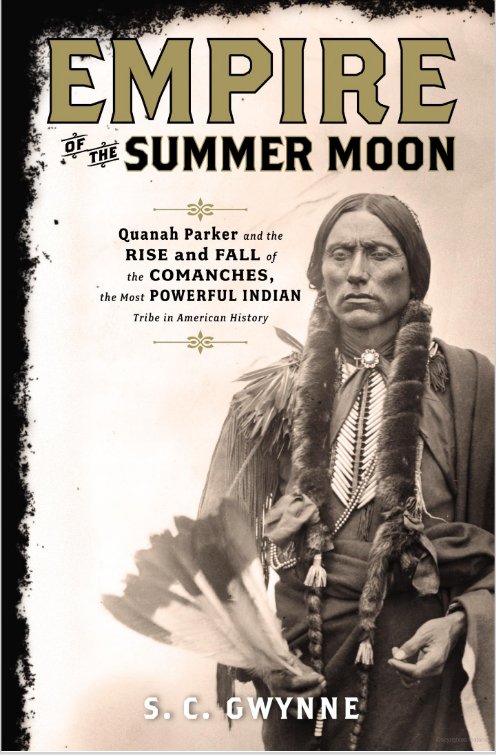 EMPIRE
OF THE SUMMER MOON
Quanah Parker and the
RISE and FALL of
the COMANCHES,
the Most POWERFUL INDIAN
Tribe in American History
S. C. GWYNNE